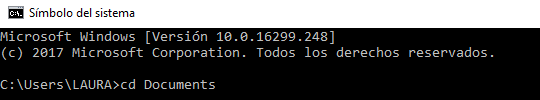 Símbolo del sistema
Microsoft Windows [Versión 10.0.16299.248]
(c) 2017 Microsoft Corporation. Todos los derechos reservados.
C:\Users\LAURA>cd Documents